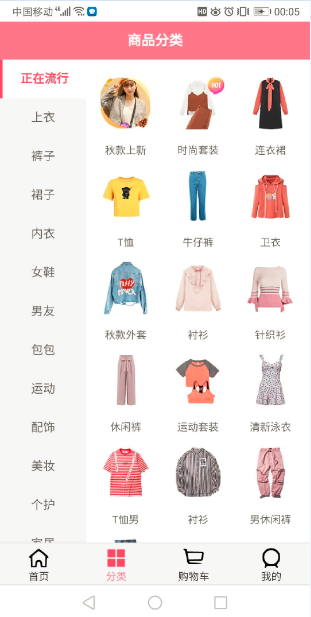 中国移动 46 HD 00:05
商品分类
正在流行
上衣
裤子
裙子
内衣
女鞋
男友
包包
运动
配饰
美妆
个护
HOT
秋款上新 时尚套装 连衣裙
T恤 牛仔裤 卫衣
秋款外套 衬衫 针织衫
休闲裤 运动套装 清新泳衣
T恤男 衬衫 男休闲裤
首页 分类 购物车 我的